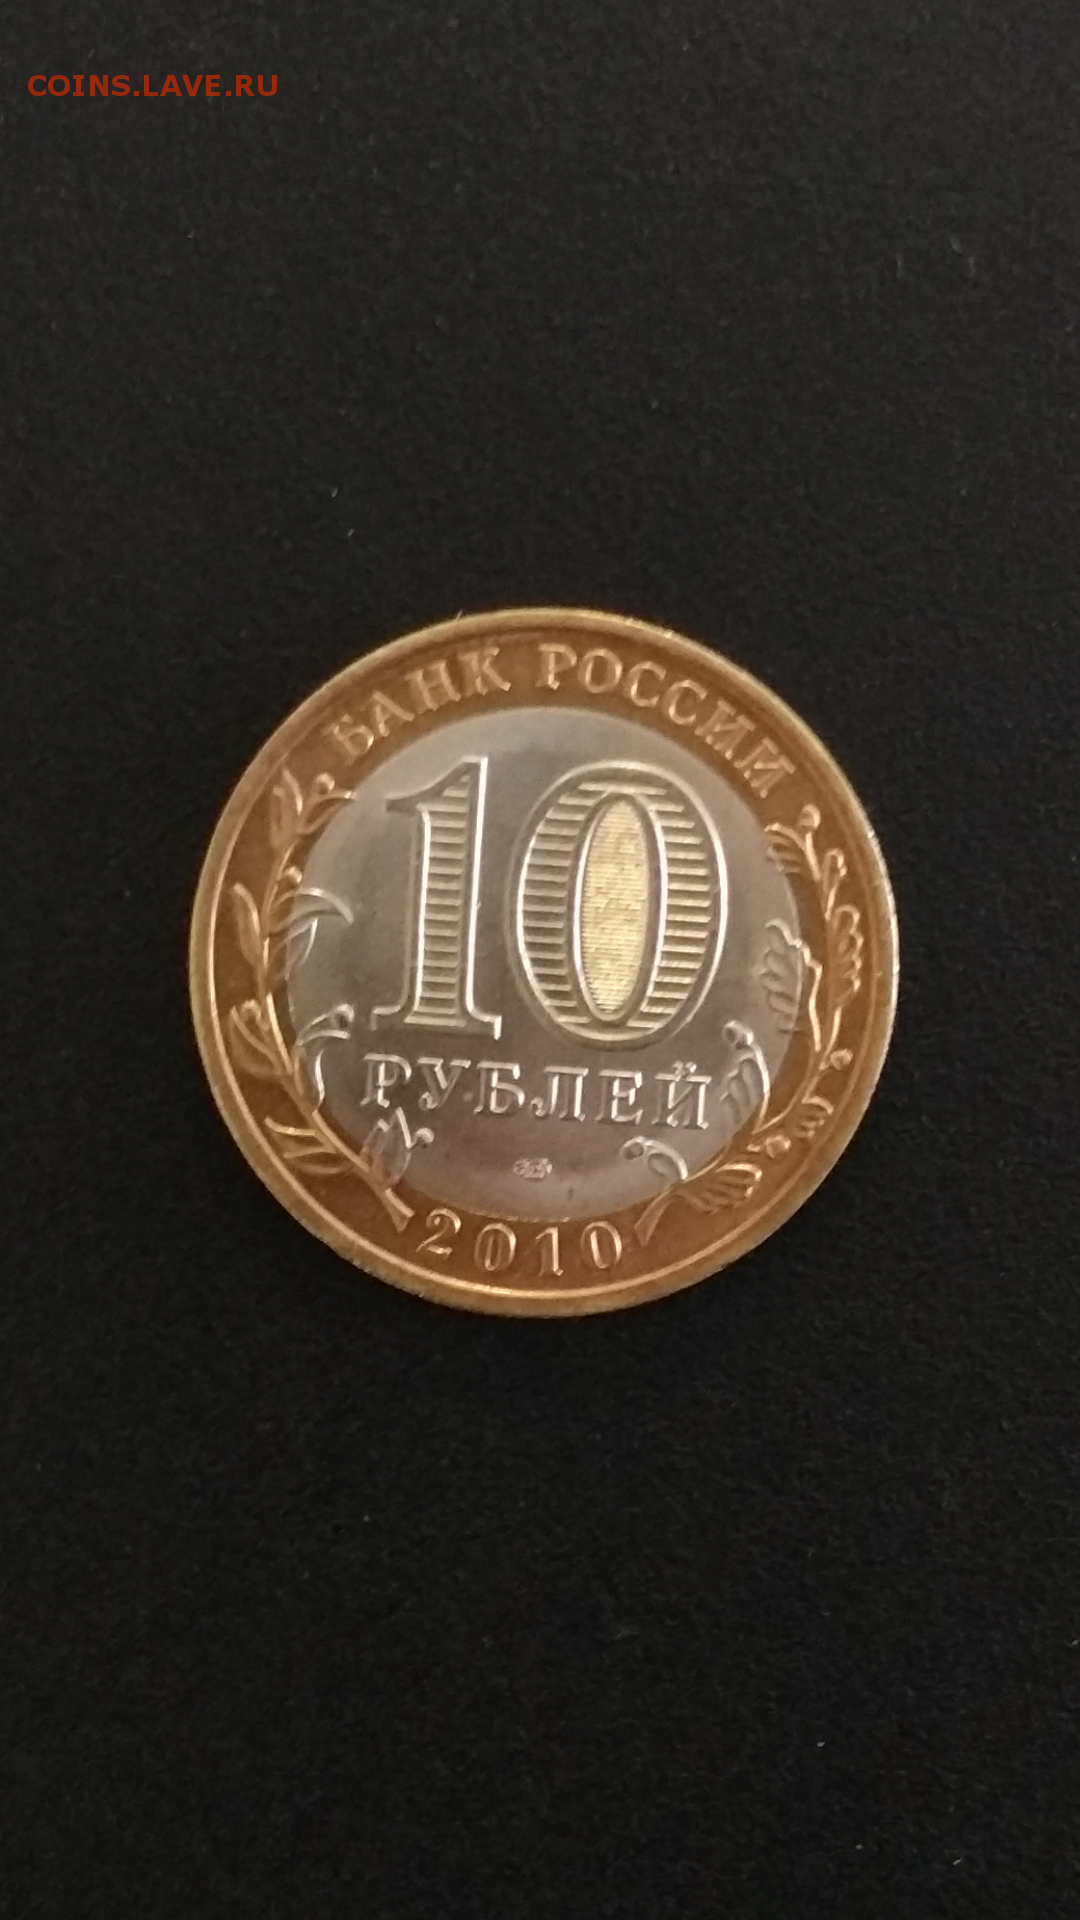 COINS.LAVE.RU
БАНК РОССИИ
10
РУБЛЕЙ
2010